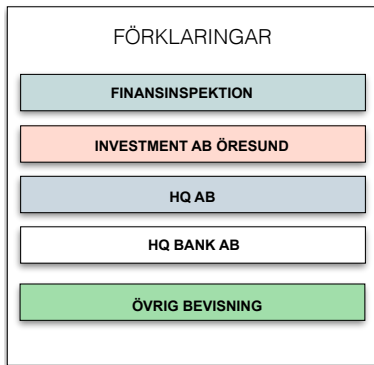 FÖRKLARINGAR
FINANSINSPEKTION
INVESTMENT AB ÖRESUND
HQ AB
HQ BANK AB
ÖVRIG BEVISNING